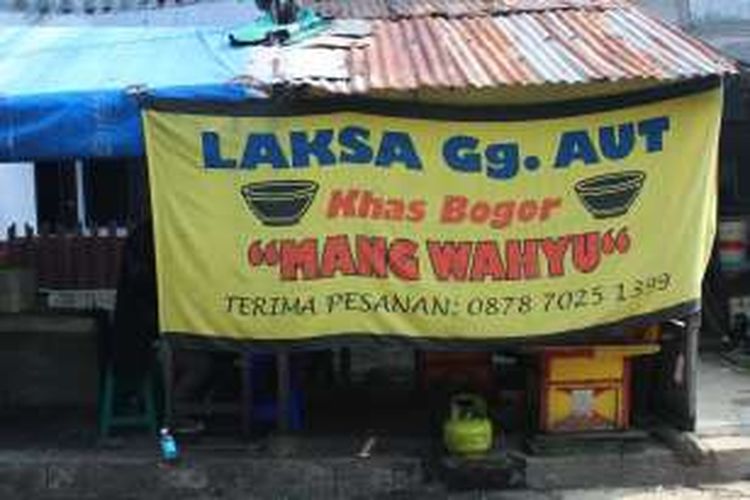 LAKSA Gg. AUT
Khas Bogor
“MANG WAHYU“
TERIMA PESANAN: 0878 7025 1399